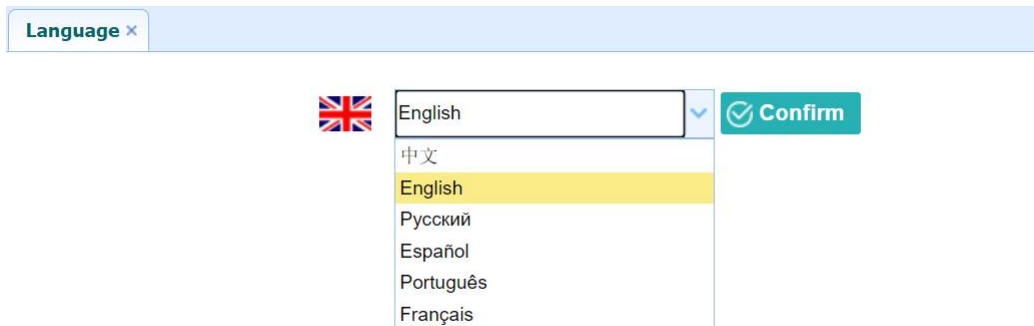 Language ×
English
Confirm
中文
English
Русский
Español
Português
Français